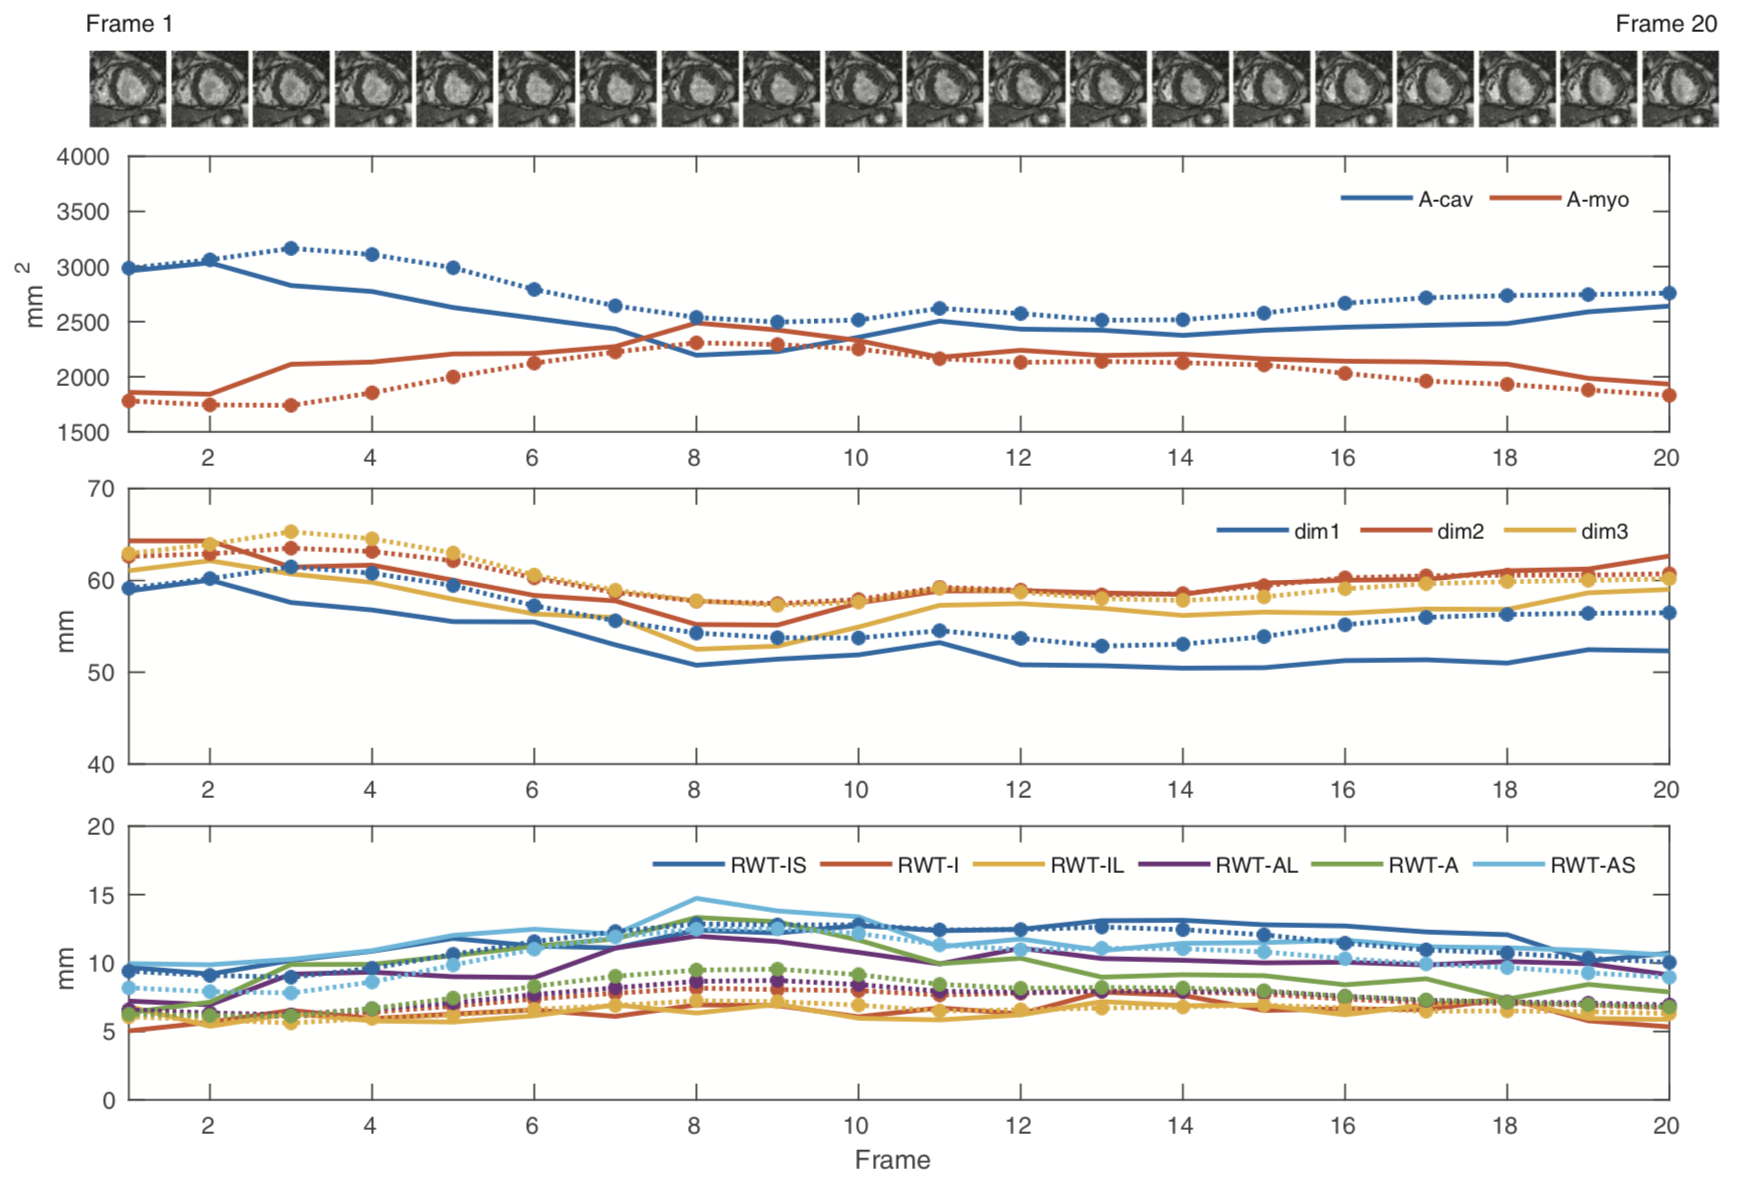 Frame 1 Frame 20
4000
A-cav A-myo
3500
3000
2500
2000
1500
mm 2
2 4 6 8 10 12 14 16 18 20
70
dim1 dim2 dim3
60
50
40
mm
2 4 6 8 10 12 14 16 18 20
20
RWT-IS RWT-I RWT-IL RWT-AL RWT-A RWT-AS
15
10
5
0
mm
2 4 6 8 10 12 14 16 18 20
Frame